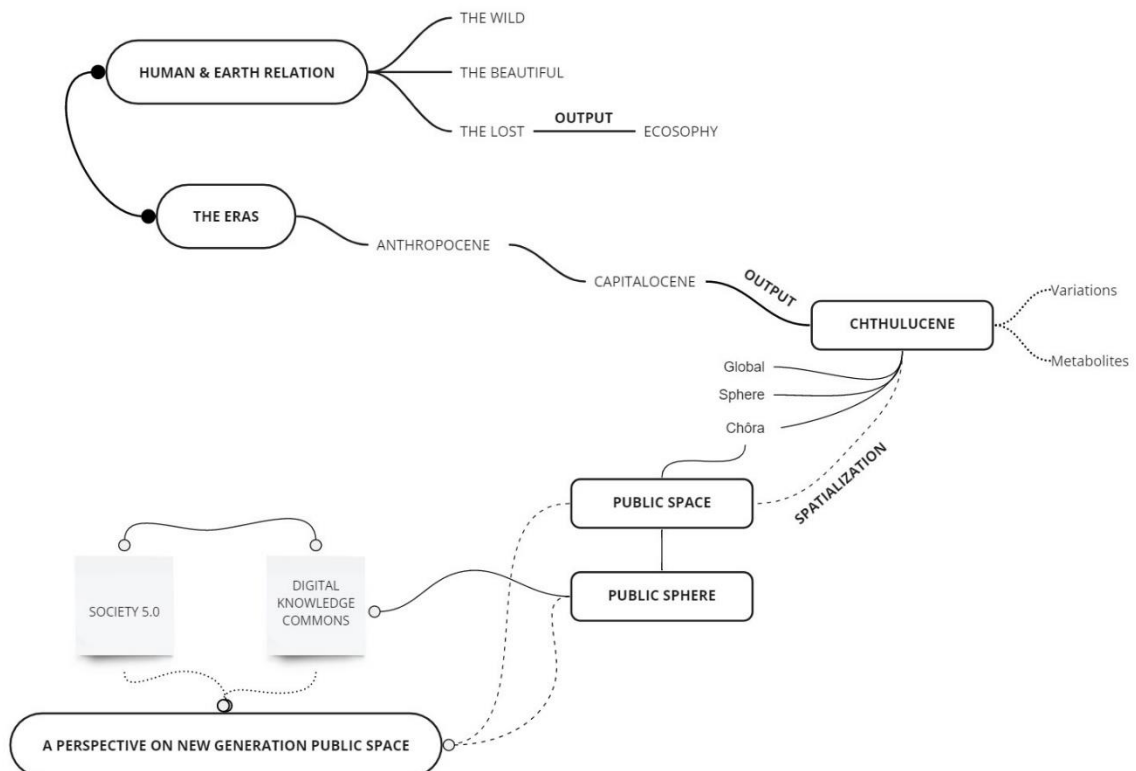 THE WILD
HUMAN & EARTH RELATION
THE BEAUTIFUL
THE LOST
OUTPUT
ECOSOPHY
THE ERAS
ANTHROPOCENE
CAPITALOCENE
OUTPUT
CHTHULUCENE
Variations
Metabolites
Global
Sphere
Chôra
SPATIALIZATION
PUBLIC SPACE
PUBLIC SPHERE
SOCIETY 5.0
DIGITAL
KNOWLEDGE
COMMONS
A PERSPECTIVE ON NEW GENERATION PUBLIC SPACE